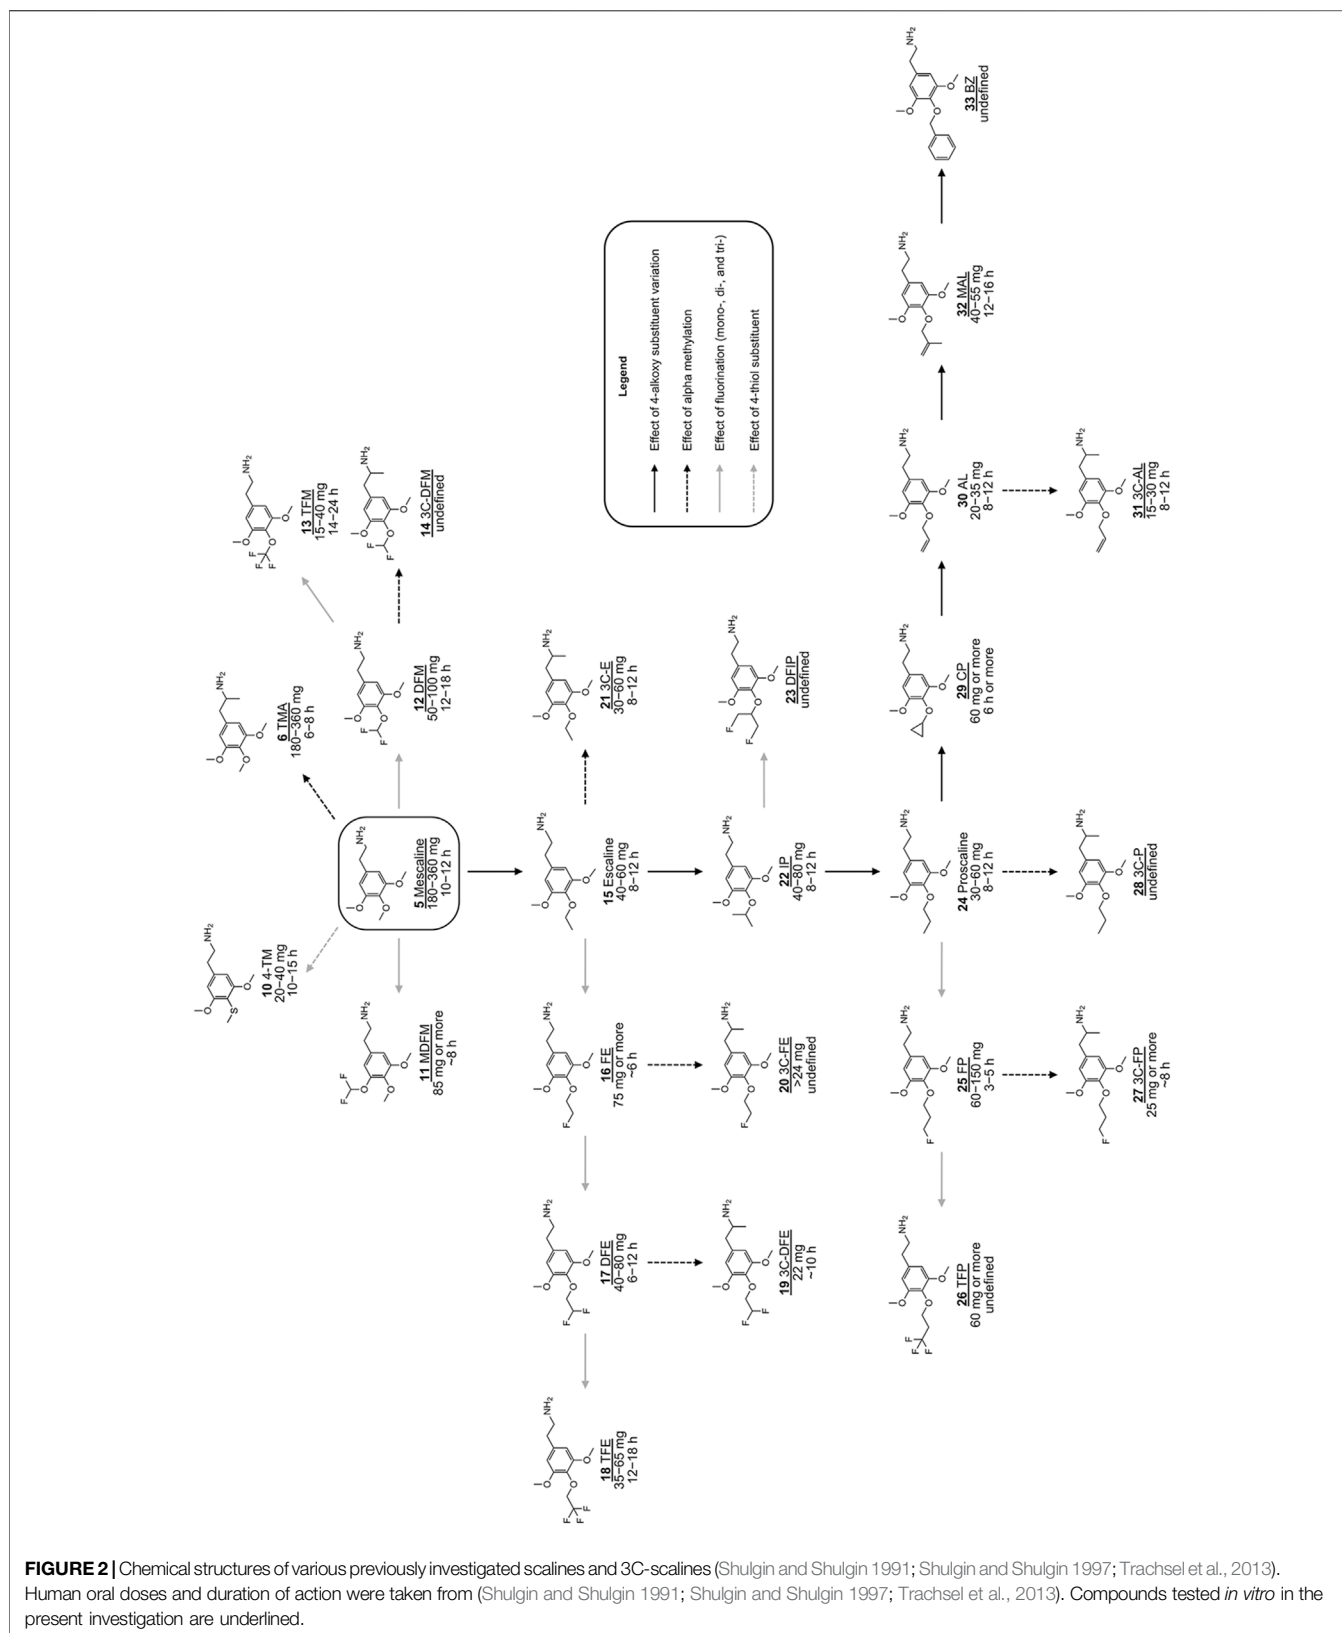 10 4-TM
20−40 mg
10−15 h
6 TMA
180−360 mg
6−8 h
13 TFM
15−40 mg
14−24 h
11 MDFM
85 mg or more
~8 h
5 Mescaline
180−360 mg
10−12 h
12 DFM
50−100 mg
12−18 h
14 3C-DFM
undefined
18 TFE
35−65 mg
12−18 h
17 DFE
40−80 mg
6−12 h
16 FE
75 mg or more
~6 h
15 Escaline
40−60 mg
8−12 h
21 3C-E
30−60 mg
8−12 h
19 3C-DFE
22 mg
~10 h
20 3C-FE
>24 mg
undefined
22 IP
40−80 mg
8−12 h
23 DFIP
undefined
Legend
Effect of 4-alkoxy substituent variation
Effect of alpha methylation
Effect of fluorination (mono-, di-, and tri-)
Effect of 4-thiol substituent
26 TFP
60 mg or more
undefined
25 FP
60−150 mg
3−5 h
24 Proscaline
30−60 mg
8−12 h
29 CP
60 mg or more
6 h or more
30 AL
20−35 mg
8−12 h
32 MAL
40−55 mg
12−16 h
33 BZ
undefined
27 3C-FP
25 mg or more
~8 h
28 3C-P
undefined
31 3C-AL
15−30 mg
8−12 h
FIGURE 2 | Chemical structures of various previously investigated scalines and 3C-scalines (Shulgin and Shulgin 1991; Shulgin and Shulgin 1997; Trachsel et al., 2013).
Human oral doses and duration of action were taken from (Shulgin and Shulgin 1991; Shulgin and Shulgin 1997; Trachsel et al., 2013). Compounds tested in vitro in the
present investigation are underlined.